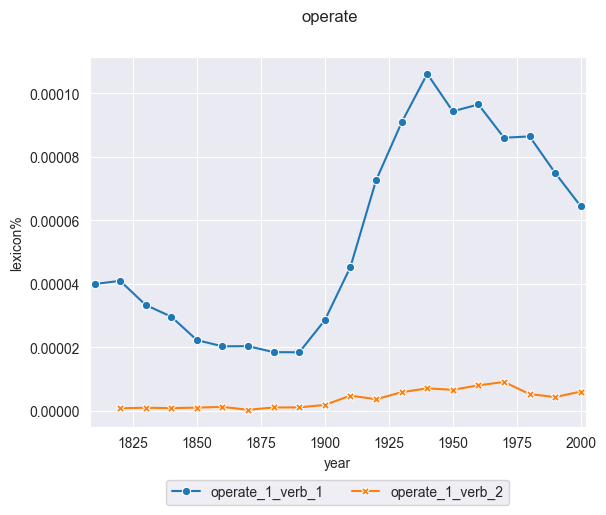 operate
0.00010
0.00008
0.00006
0.00004
0.00002
0.00000
lexicon%
1825 1850 1875 1900 1925 1950 1975 2000
year
operate_1_verb_1 operate_1_verb_2